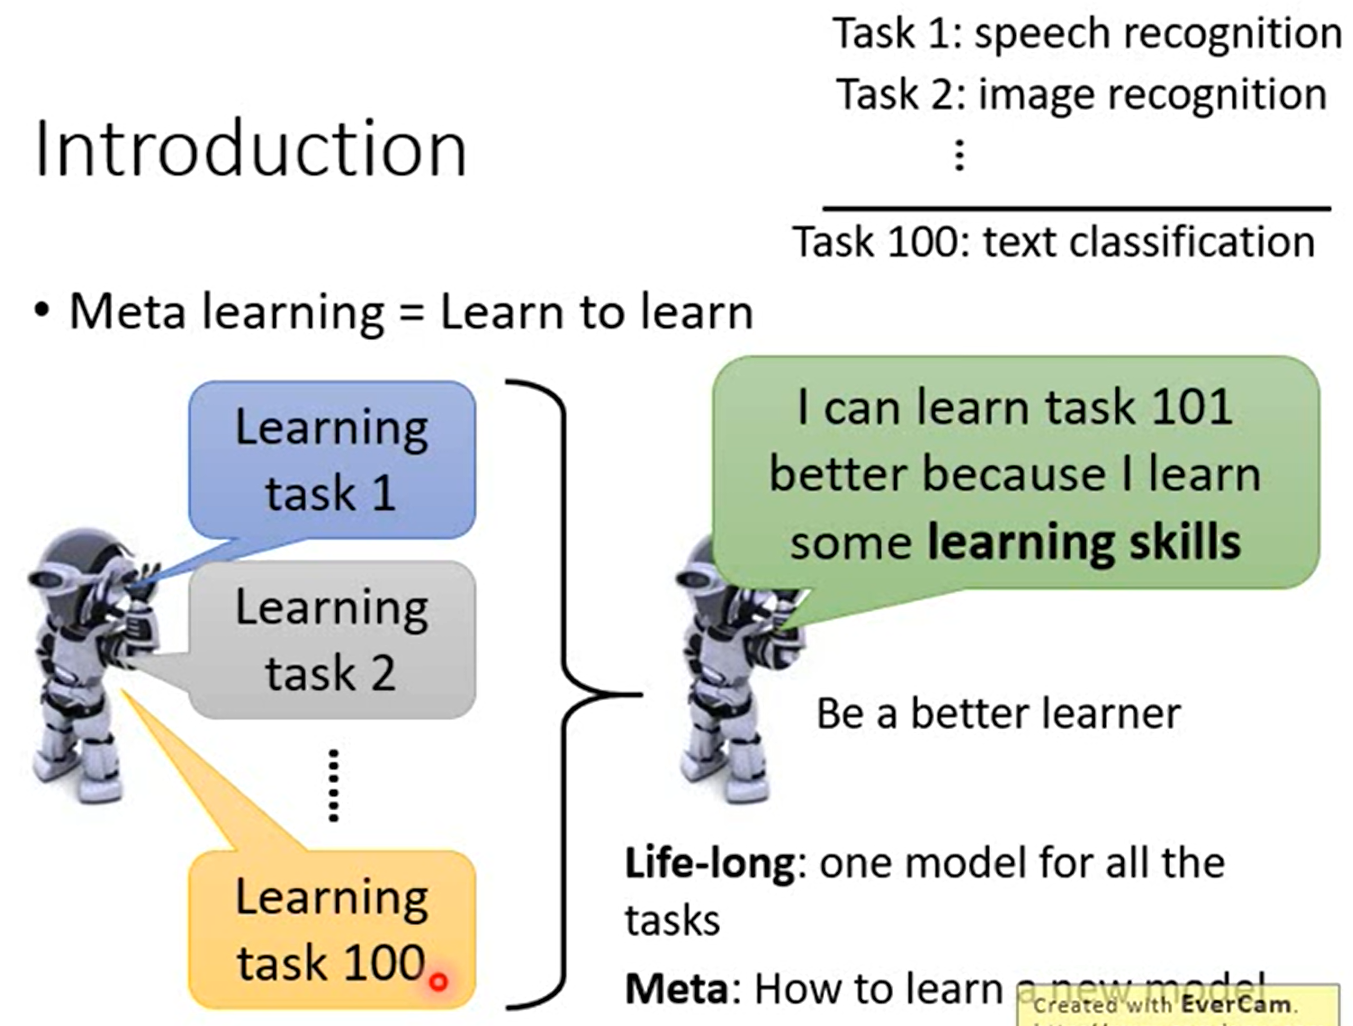 Task 1: speech recognition
Task 2: image recognition
Introduction
Task 100: text classification
• Meta learning = Learn to learn
Learning
task 1
Learning
task 2
Learning
task 100
I can learn task 101
better because I learn
some learning skills
Be a better learner
Life-long: one model for all the
tasks
Meta: How to learn a new model
Created with EverCam.